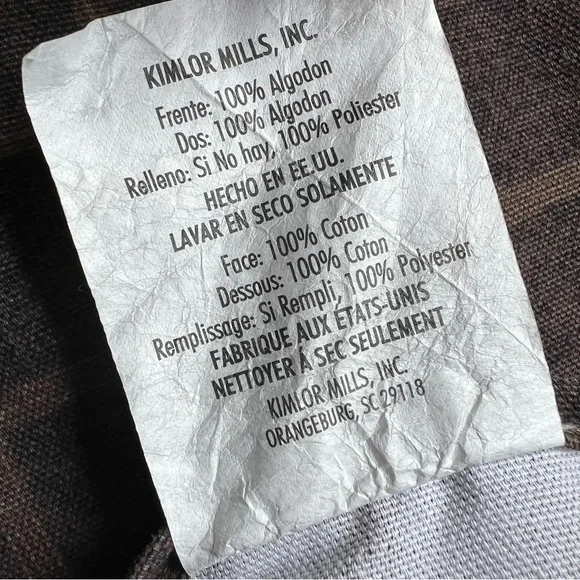 KIMLOR MILLS, INC.
Frente: 100% Algodon
Dos: 100% Algodon
Relleno: Si No hay, 100% Poliester
HECHO EN EE.UU.
LAVAR EN SECO SOLAMENTE
Face: 100% Coton
Dessous: 100% Coton
Remplissage: Si Rempli, 100% Polyester
FABRIQUE AUX ÉTATS-UNIS
NETTOYER À SEC SEULEMENT
KIMLOR MILLS, INC.
ORANGEBURG, SC 29118